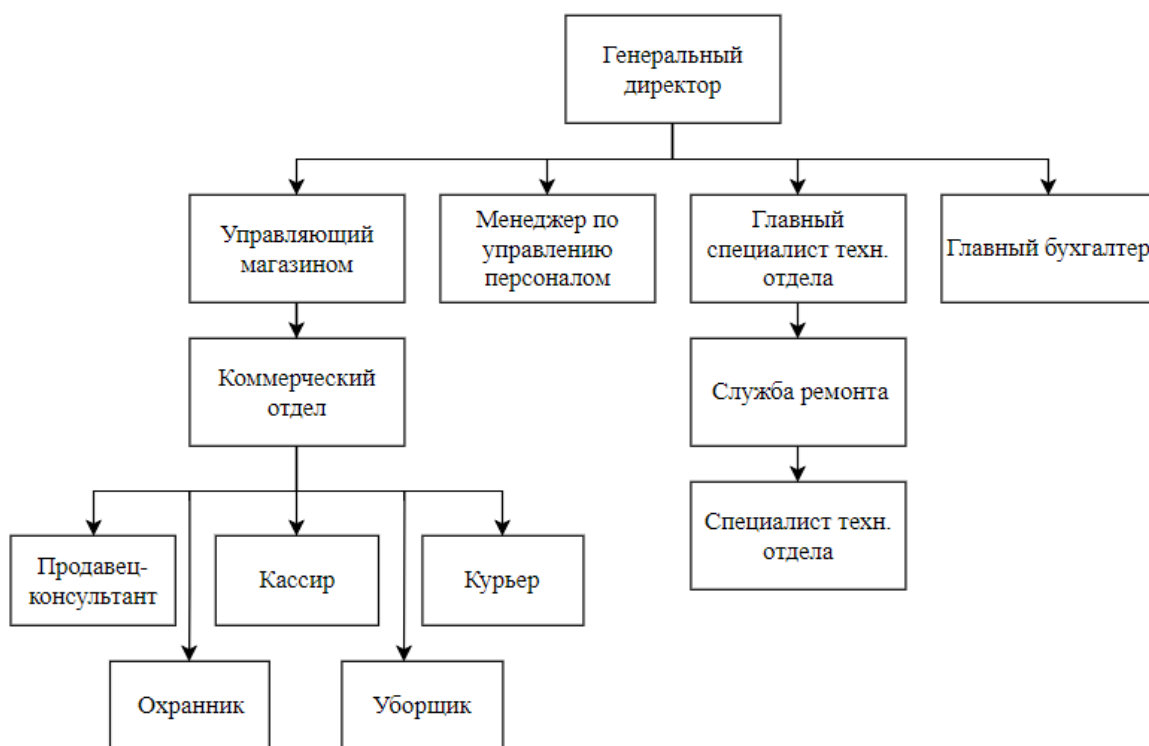 Генеральный
директор
Управляющий
магазином
Менеджер по
управлению
персоналом
Главный
специалист техн.
отдела
Главный бухгалтер
Коммерческий
отдел
Служба ремонта
Специалист техн.
отдела
Продавец-
консультант
Кассир
Курьер
Охранник
Уборщик